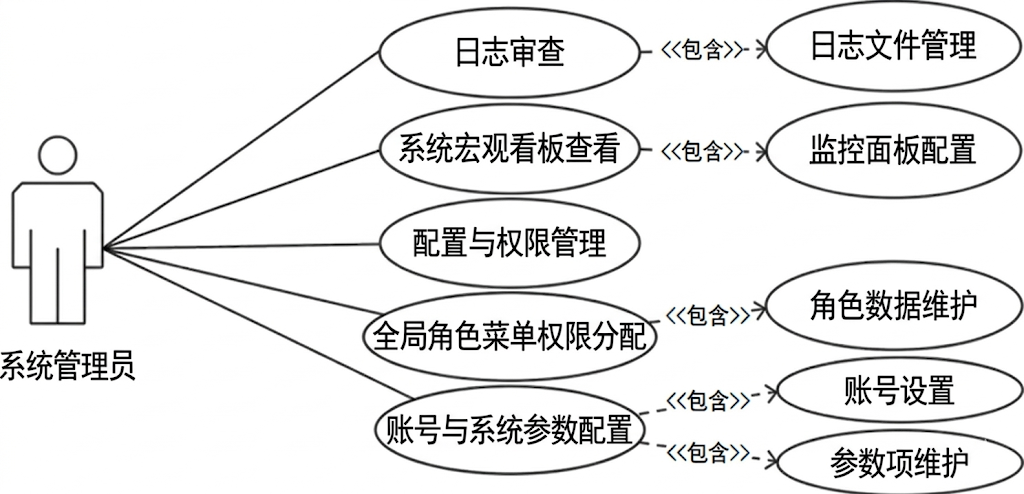 日志审查
<<包含>>
日志文件管理
系统宏观看板查看
<<包含>>
监控面板配置
配置与权限管理
全局角色菜单权限分配
<<包含>>
角色数据维护
系统管理员
账号与系统参数配置
<<包含>>
账号设置
<<包含>>
参数项维护